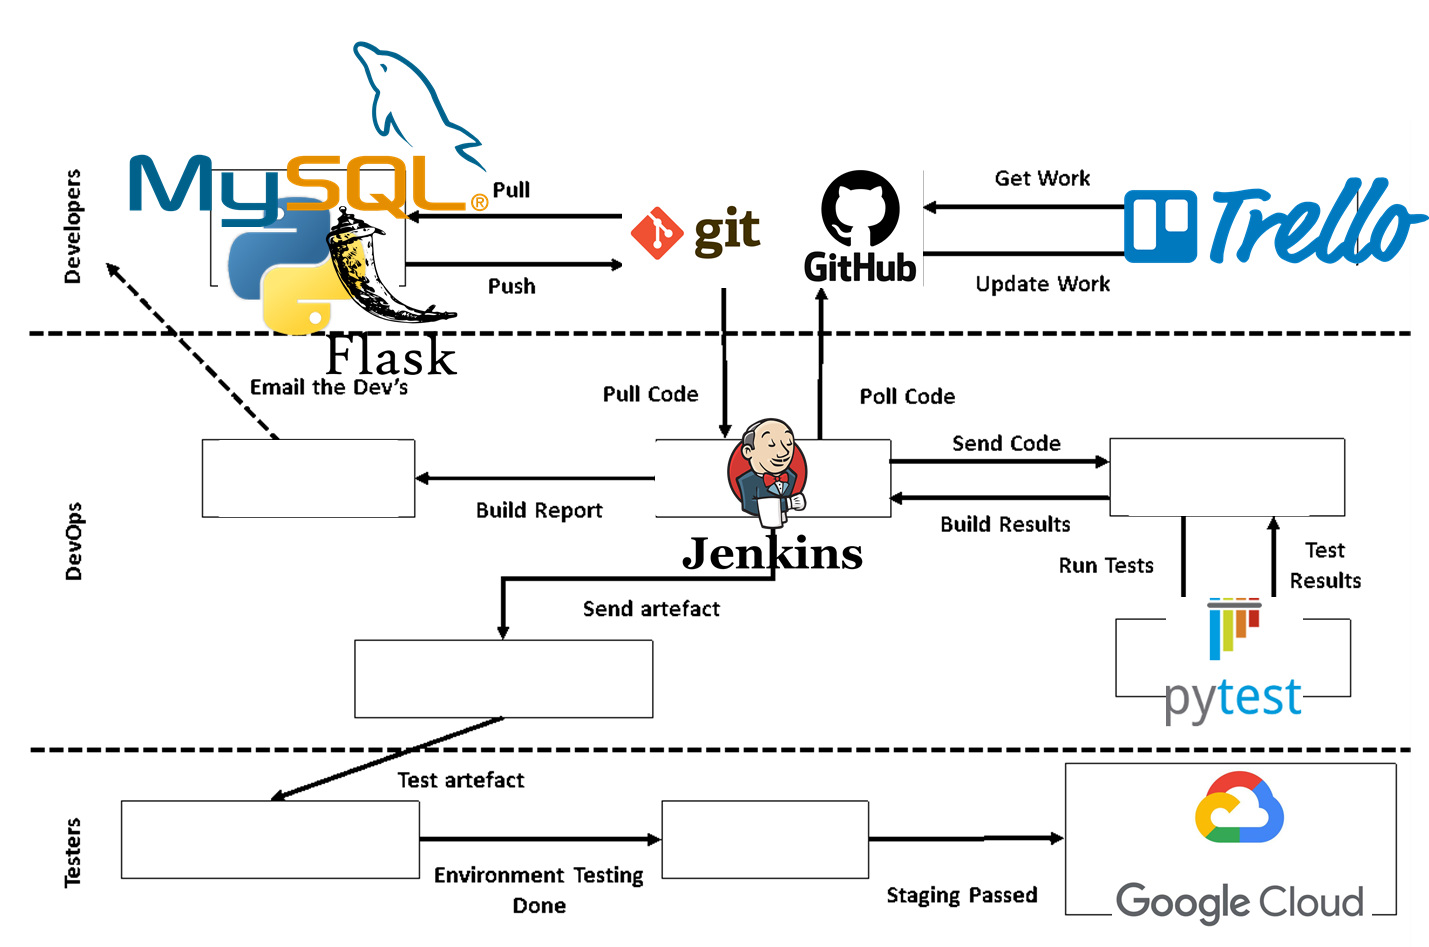 Developers
MySQL®
Flask
Pull
Push
git
GitHub
Get Work
Update Work
Trello
DevOps
Email the Dev's
Pull Code
Poll Code
Build Report
Jenkins
Send Code
Build Results
Run Tests
Test
Results
Send artefact
pytest
Testers
Test artefact
Environment Testing
Done
Staging Passed
Google Cloud